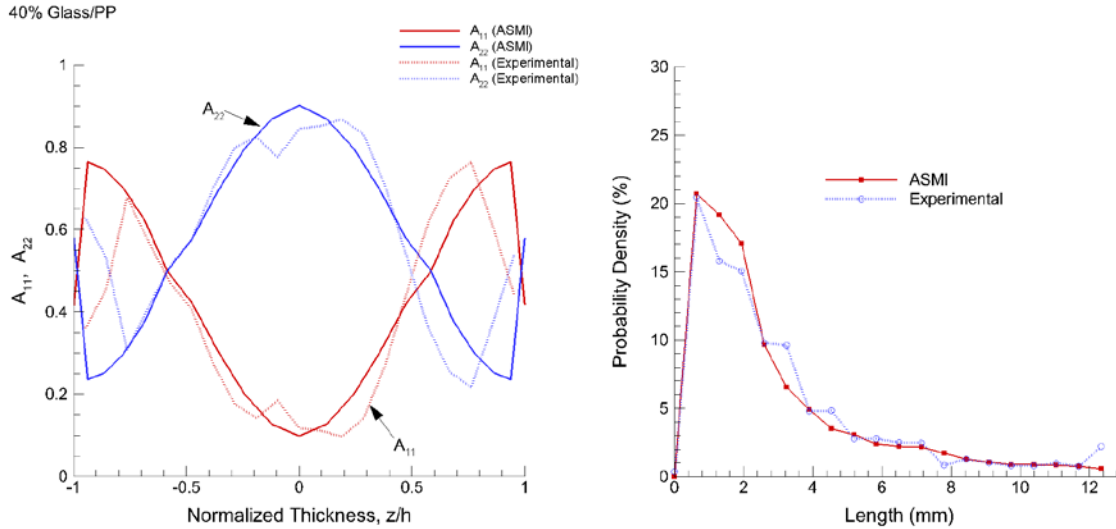 40% Glass/PP
A11 (ASMI)
A22 (ASMI)
A11 (Experimental)
A22 (Experimental)
1
0.8
0.6
0.4
0.2
0
A11, A22
A22
A11
-1
-0.5
0
0.5
1
Normalized Thickness, z/h
30
25
20
15
10
5
0
Probability Density (%)
ASMI
Experimental
0
2
4
6
8
10
12
Length (mm)